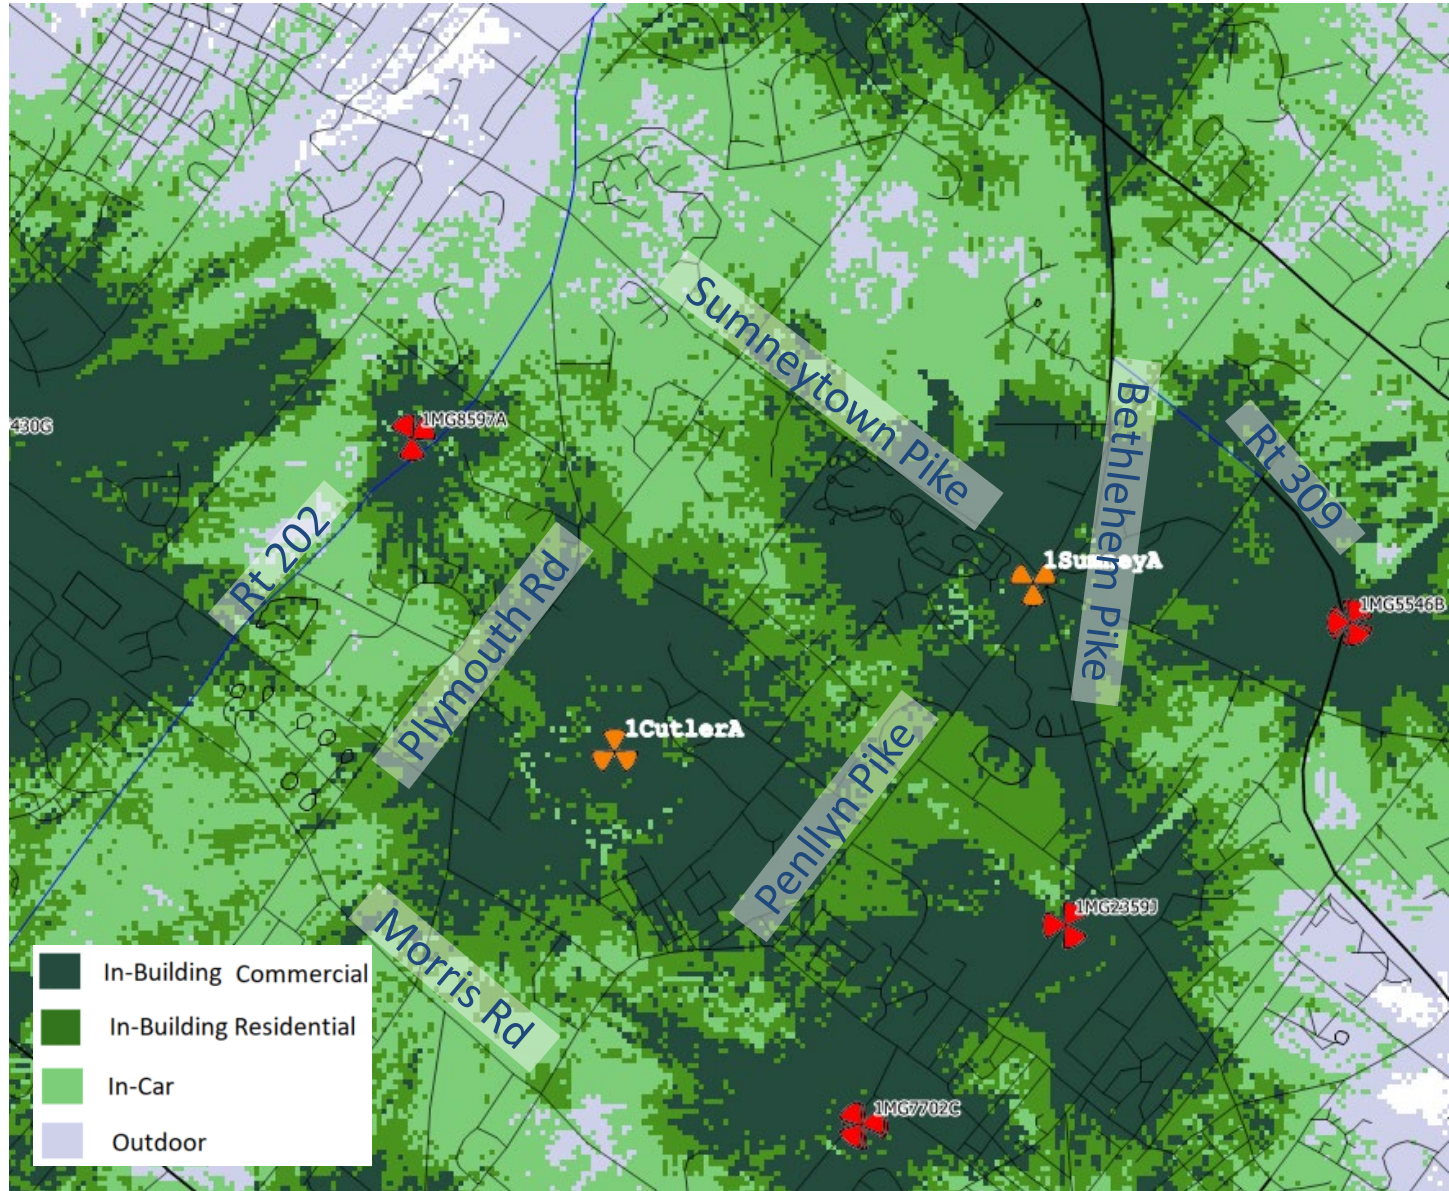 Sumneytown Pike
Bethlehem Pike
Rt 309
430G
1MG8597A
Rt 202
Plymouth Rd
1SumneyA
1MG5546B
1CutlerA
Penllyn Pike
Morris Rd
1MG2359J
1MG7702C
In-Building Commercial
In-Building Residential
In-Car
Outdoor